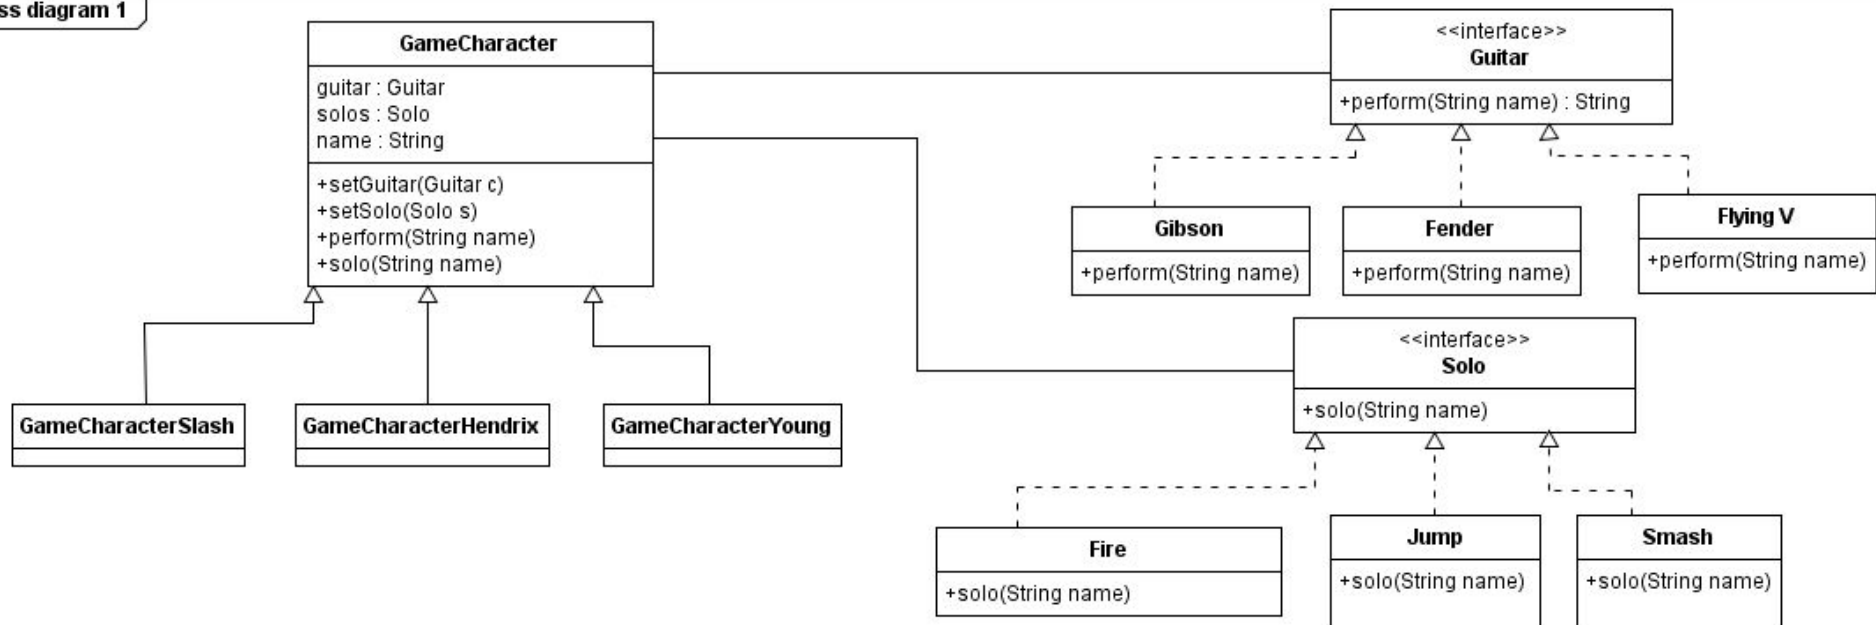 ss diagram 1
GameCharacter
guitar : Guitar
solos : Solo
name : String
+setGuitar(Guitar c)
+setSolo(Solo s)
+perform(String name)
+solo(String name)
GameCharacterSlash
GameCharacterHendrix
GameCharacterYoung
<<interface>>
Guitar
+perform(String name) : String
Gibson
+perform(String name)
Fender
+perform(String name)
Flying V
+perform(String name)
<<interface>>
Solo
+solo(String name)
Fire
+solo(String name)
Jump
+solo(String name)
Smash
+solo(String name)